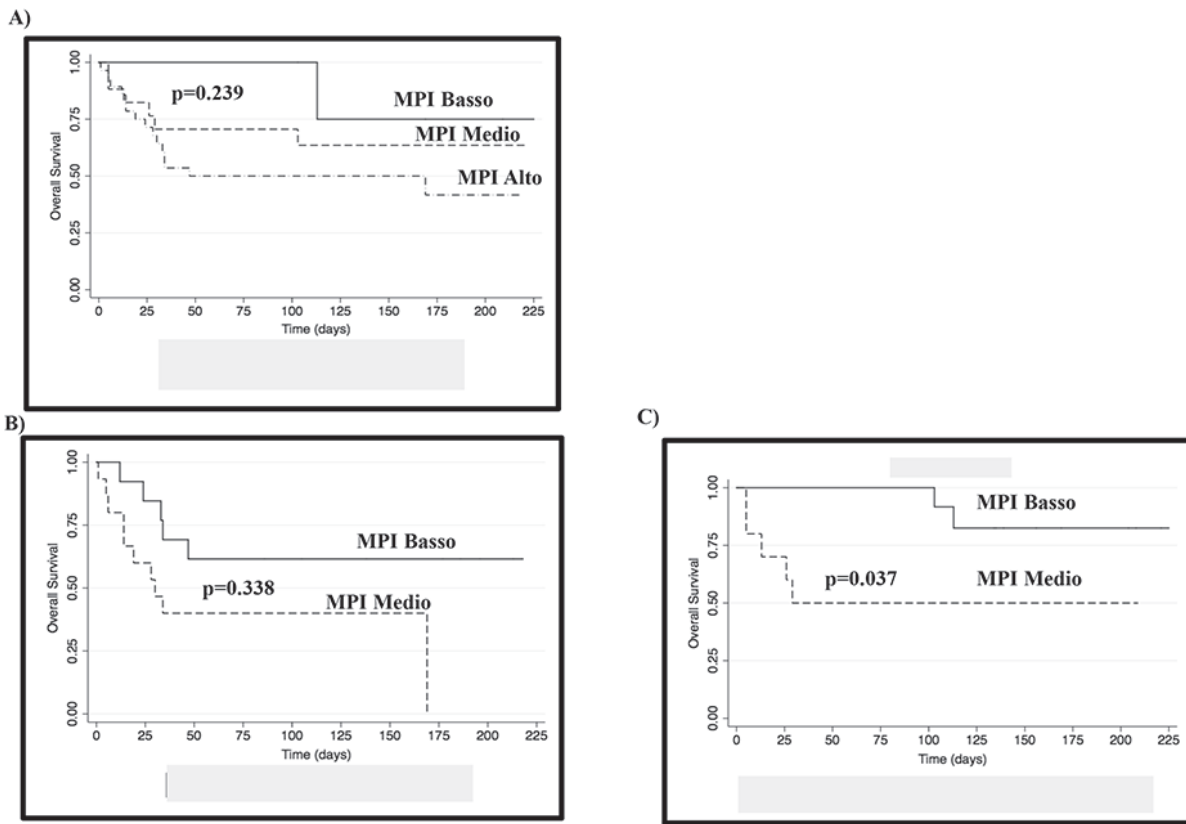 A)
1.00
0.75
0.50
0.25
0.00
Overall Survival
p=0.239
MPI Basso
MPI Medio
MPI Alto
0 25 50 75 100 125 150 175 200 225
Time (days)
B)
1.00
0.75
0.50
0.25
0.00
Overall Survival
MPI Basso
p=0.338
MPI Medio
0 25 50 75 100 125 150 175 200 225
Time (days)
C)
1.00
0.75
0.50
0.25
0.00
Overall Survival
MPI Basso
p=0.037 MPI Medio
0 25 50 75 100 125 150 175 200 225
Time (days)